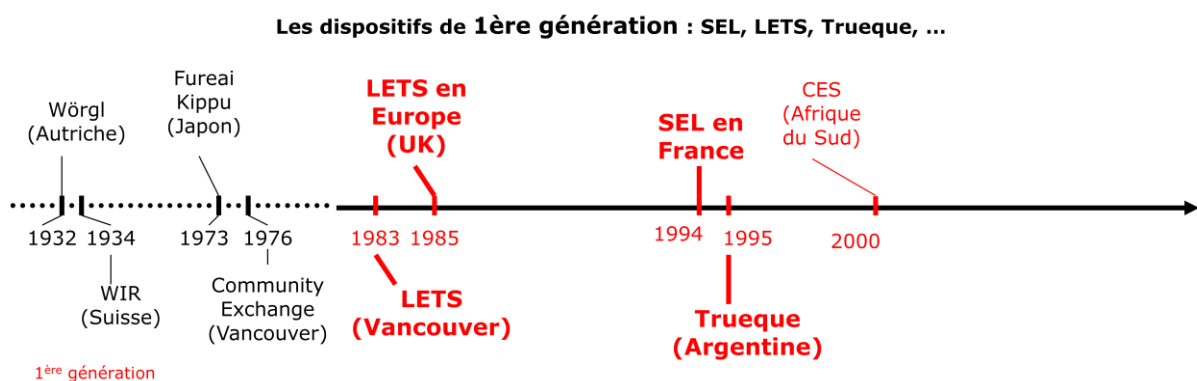 Les dispositifs de 1ère génération : SEL, LETS, Trueque, ...
Wörgl
(Autriche)
Fureai
Kippu
(Japon)
LETS en
Europe
(UK)
SEL en
France
CES
(Afrique
du Sud)
1932
1934
1973
1976
1983
1985
1994
1995
2000
WIR
(Suisse)
Community
Exchange
(Vancouver)
LETS
(Vancouver)
Trueque
(Argentine)
1ère génération